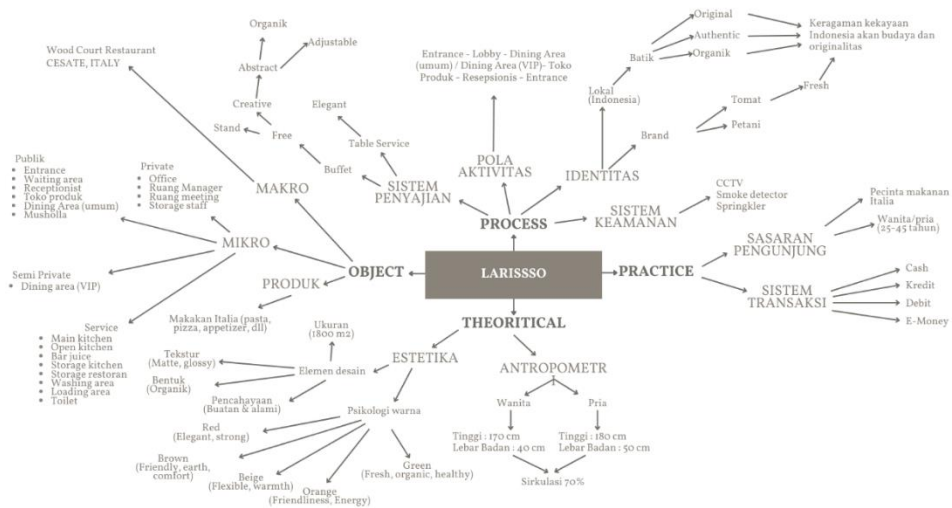 Organik
Adjustable
Abstract
Creative
Stand
Free
Buffet
Elegant
Table Service
SISTEM
PENYAJIAN
Wood Court Restaurant
CESATE, ITALY
MAKRO
Entrance - Lobby - Dining Area
(umum) / Dining Area (VIP)- Toko
Produk - Resepsionis - Entrance
POLA
AKTIVITAS
Original
Authentic
Organik
Batik
Keragaman kekayaan
Indonesia akan budaya dan
originalitas
Lokal
(Indonesia)
Brand
Tomat
Petani
Fresh
IDENTITAS
PROCESS
SISTEM
KEAMANAN
CCTV
Smoke detector
Springkler
Publik
• Entrance
• Waiting area
• Receptionist
• Toko produk
• Dining Area (umum)
• Musholla
Private
• Office
• Ruang Manager
• Ruang meeting
• Storage staff
MIKRO
Semi Private
• Dining area (VIP)
Service
• Main kitchen
• Open kitchen
• Bar juice
• Storage kitchen
• Storage restoran
• Washing area
• Loading area
• Toilet
OBJECT
PRODUK
Makakan Italia (pasta,
pizza, appetizer, dll)
LARISSSO
PRACTICE
SASARAN
PENGUNJUNG
Pecinta makanan
Italia
Wanita/pria
(25-45 tahun)
SISTEM
TRANSAKSI
Cash
Kredit
Debit
E-Money
THEORITICAL
ESTETIKA
Elemen desain
Ukuran
(1800 m2)
Tekstur
(Matte, glossy)
Bentuk
(Organik)
Pencahayaan
(Buatan & alami)
Psikologi warna
Red
(Elegant, strong)
Brown
(Friendly, earth,
comfort)
Beige
(Flexible, warmth)
Orange
(Friendliness, Energy)
Green
(Fresh, organic, healthy)
ANTROPOMETR
I
Wanita
Tinggi : 170 cm
Lebar Badan : 40 cm
Pria
Tinggi : 180 cm
Lebar Badan : 50 cm
Sirkulasi 70%